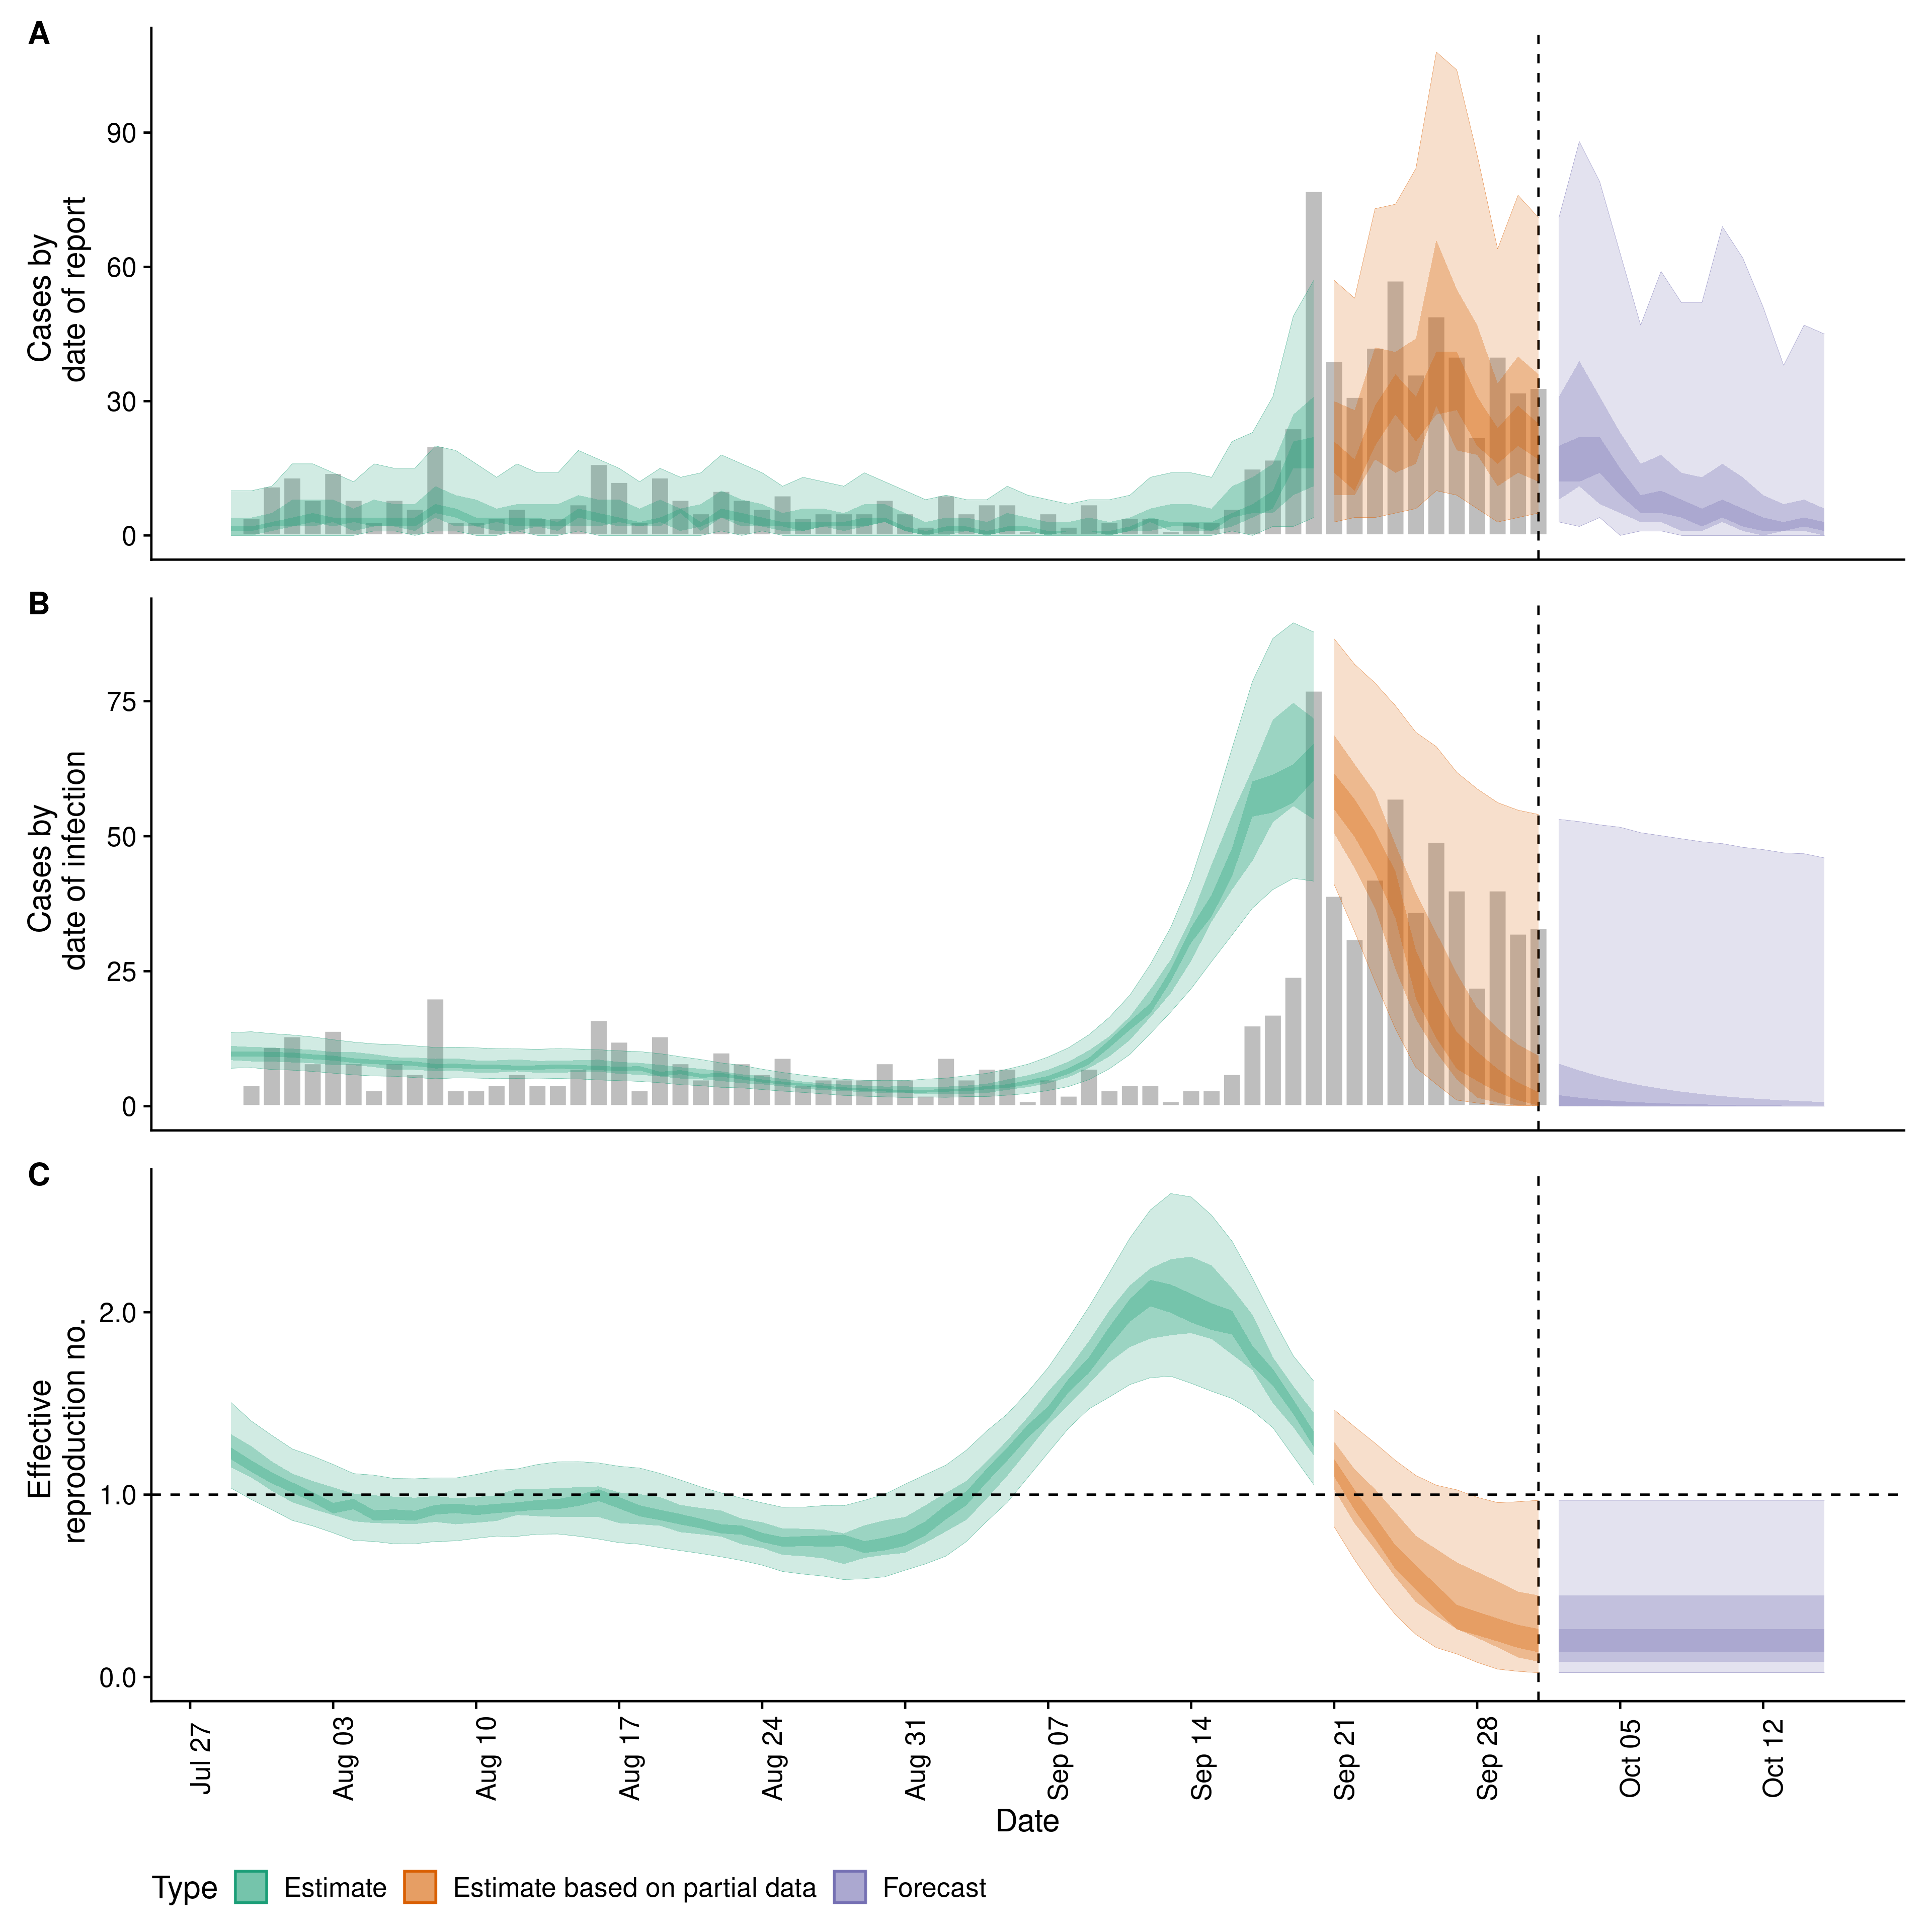 A
Cases by
date of report
90
60
30
0
B
Cases by
date of infection
75
50
25
0
C
Effective
reproduction no.
2.0
1.0
0.0
Jul 27
Aug 03
Aug 10
Aug 17
Aug 24
Aug 31
Sep 07
Sep 14
Sep 21
Sep 28
Oct 05
Oct 12
Date
Type Estimate Estimate based on partial data Forecast